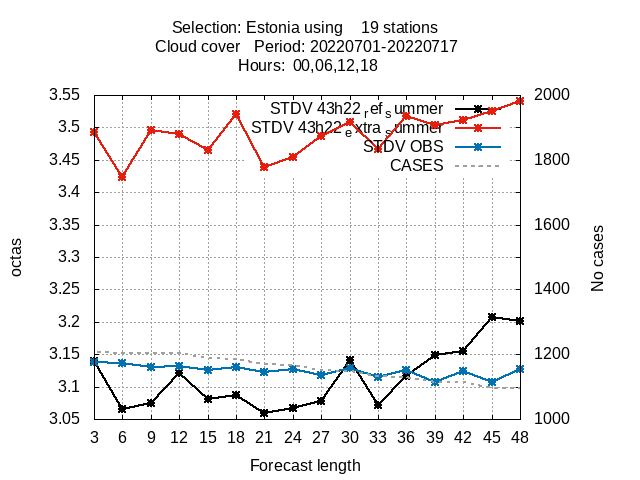 Selection: Estonia using 19 stations
Cloud cover Period: 20220701-20220717
Hours: 00,06,12,18
3.55 STDV 43h22ref_summer 2000
STDV 43h22extra_summer
3.5 STDV OBS
3.45 CASES 1800
3.4
3.35 1600
3.3
3.25 1400
3.2
3.15 1200
3.1
3.05 1000
octas
No cases
3 6 9 12 15 18 21 24 27 30 33 36 39 42 45 48
Forecast length